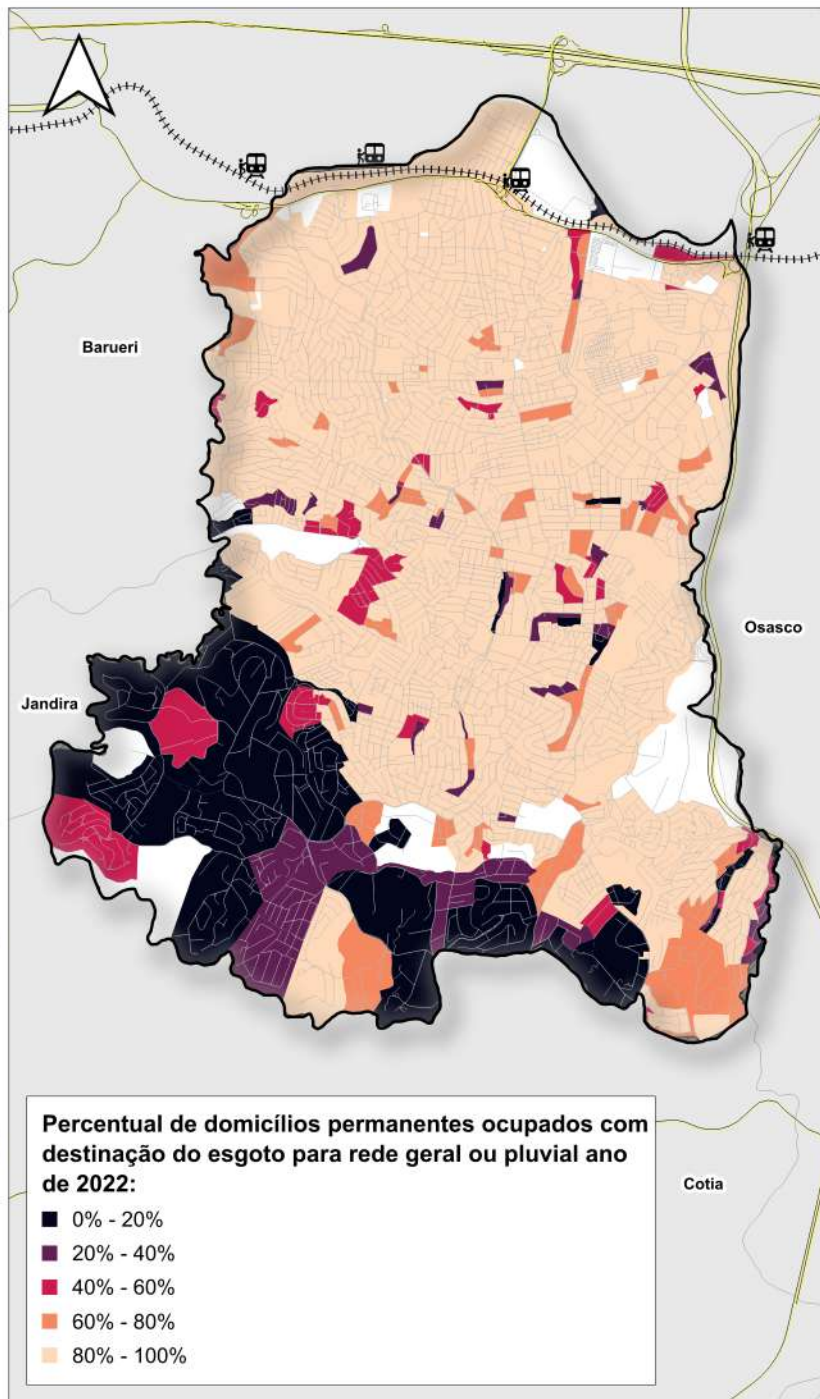 Barueri
Osasco
Jandira
Percentual de domicílios permanentes ocupados com
destinação do esgoto para rede geral ou pluvial ano
de 2022:
Cotia
0% - 20%
20% - 40%
40% - 60%
60% - 80%
80% - 100%